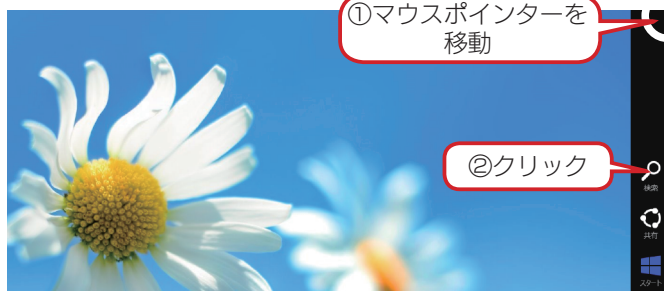 ①マウスポインターを
移動
②クリック
検索
共有
スタート